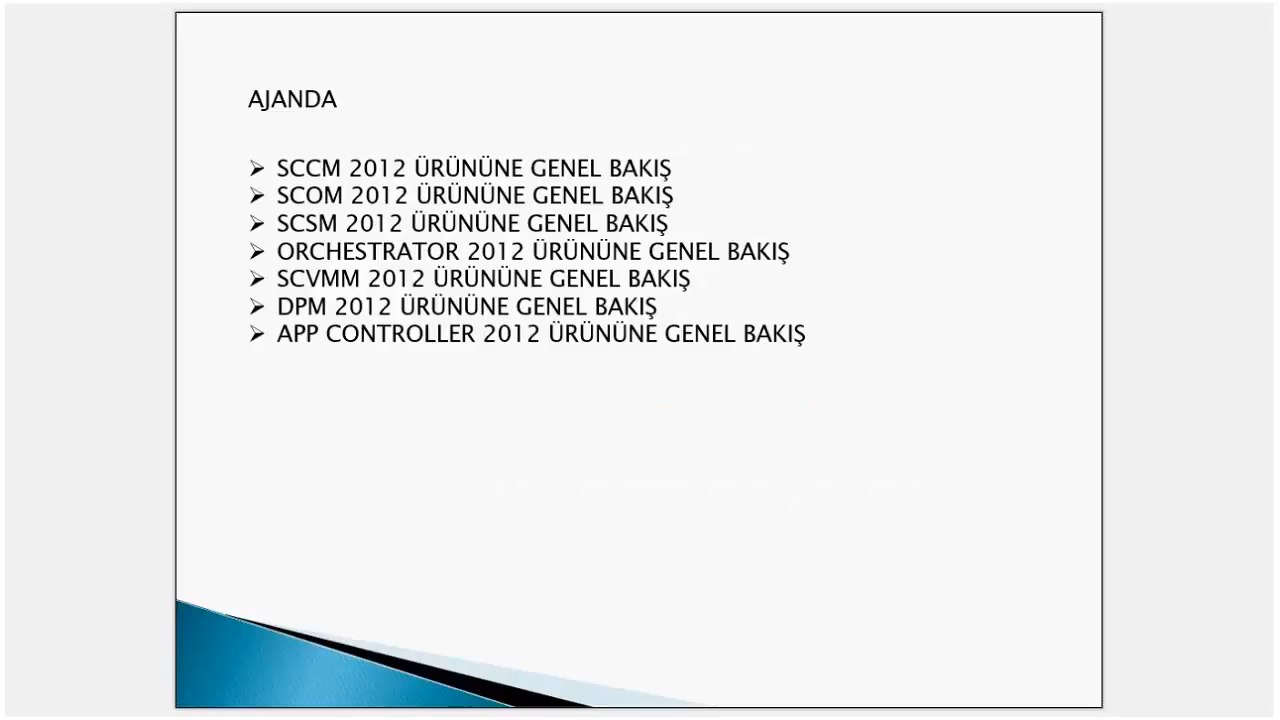 AJANDA
SCCM 2012 ÜRÜNÜNE GENEL BAKIŞ
SCOM 2012 ÜRÜNÜNE GENEL BAKIŞ
SCSM 2012 ÜRÜNÜNE GENEL BAKIŞ
ORCHESTRATOR 2012 ÜRÜNÜNE GENEL BAKIŞ
SCVMM 2012 ÜRÜNÜNE GENEL BAKIŞ
DPM 2012 ÜRÜNÜNE GENEL BAKIŞ
APP CONTROLLER 2012 ÜRÜNÜNE GENEL BAKIŞ